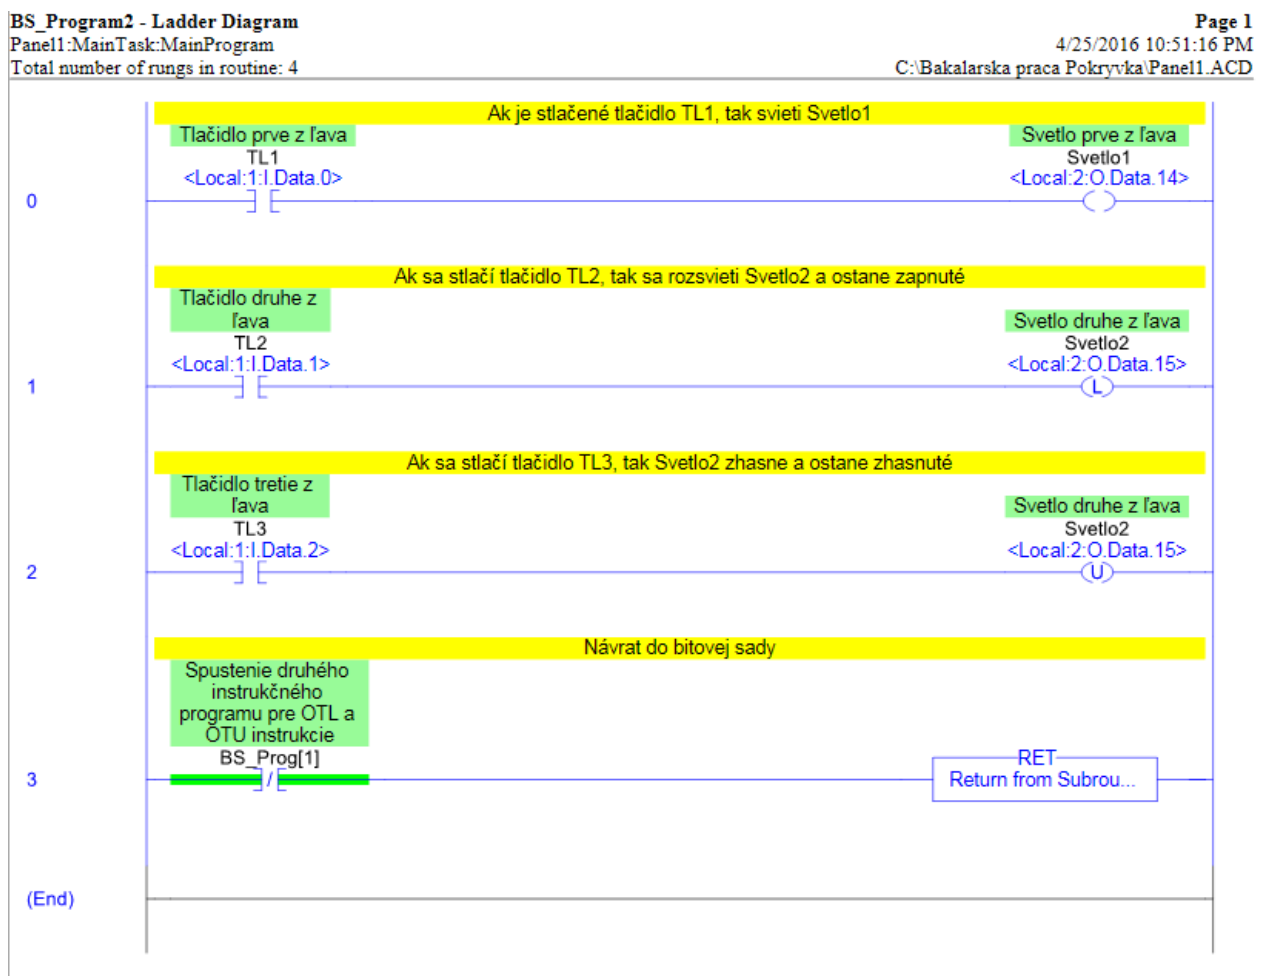 BS_Program2 - Ladder Diagram
Page 1
Panel1:MainTask:MainProgram
4/25/2016 10:51:16 PM
Total number of rungs in routine: 4
C:\Bakalarska praca Pokryvka\Panel1.ACD
Ak je stlačené tlačidlo TL1, tak svieti Svetlo1
Tlačidlo prve z ľava
TL1
<Local:1:I.Data.0>
Svetlo prve z ľava
Svetlo1
<Local:2:O.Data.14>
0
Ak sa stlačí tlačidlo TL2, tak sa rozsvieti Svetlo2 a ostane zapnuté
Tlačidlo druhe z
ľava
TL2
<Local:1:I.Data.1>
Svetlo druhe z ľava
Svetlo2
<Local:2:O.Data.15>
1
L
Ak sa stlačí tlačidlo TL3, tak Svetlo2 zhasne a ostane zhasnuté
Tlačidlo tretie z
ľava
TL3
<Local:1:I.Data.2>
Svetlo druhe z ľava
Svetlo2
<Local:2:O.Data.15>
2
U
Návrat do bitovej sady
Spustenie druhého
instrukčného
programu pre OTL a
OTU instrukcie
BS_Prog[1]
3
/
RET
Return from Subrou...
(End)